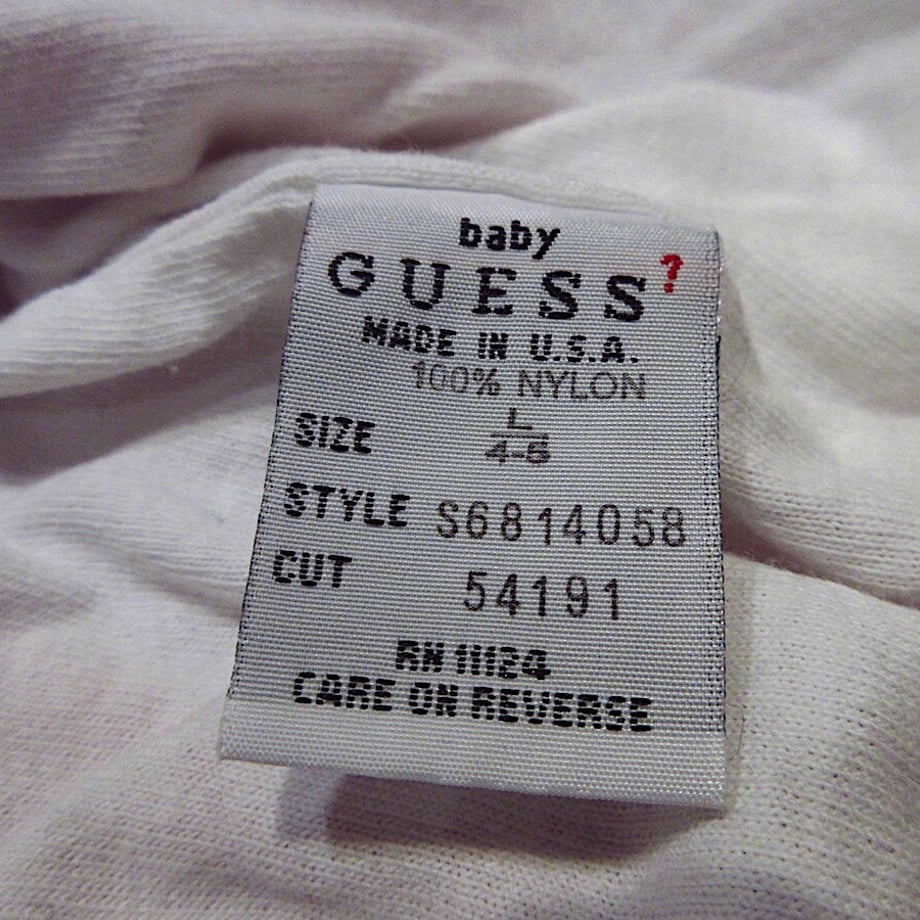 baby
GUESS?
MADE IN U.S.A.
100% NYLON
SIZE L
4-6
STYLE S6814058
CUT 54191
RN 11124
CARE ON REVERSE